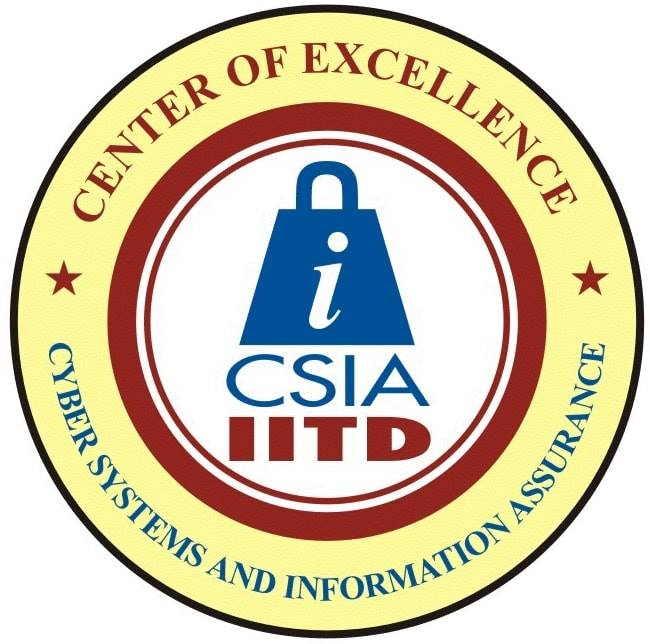 CENTER OF EXCELLENCE
i
CSIA
IITD
CYBER SYSTEMS AND INFORMATION ASSURANCE